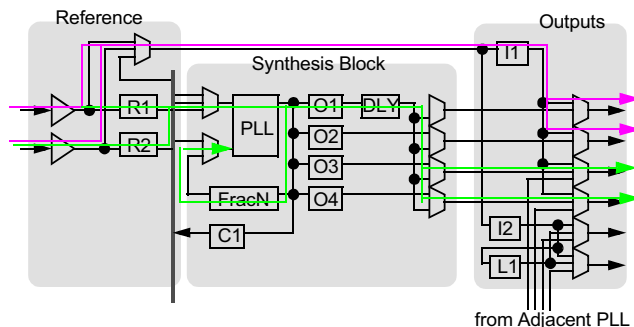 Reference
Outputs
Synthesis Block
I1
R1
O1
DLY
PLL
R2
O2
O3
FracN
O4
C1
I2
L1
from Adjacent PLL